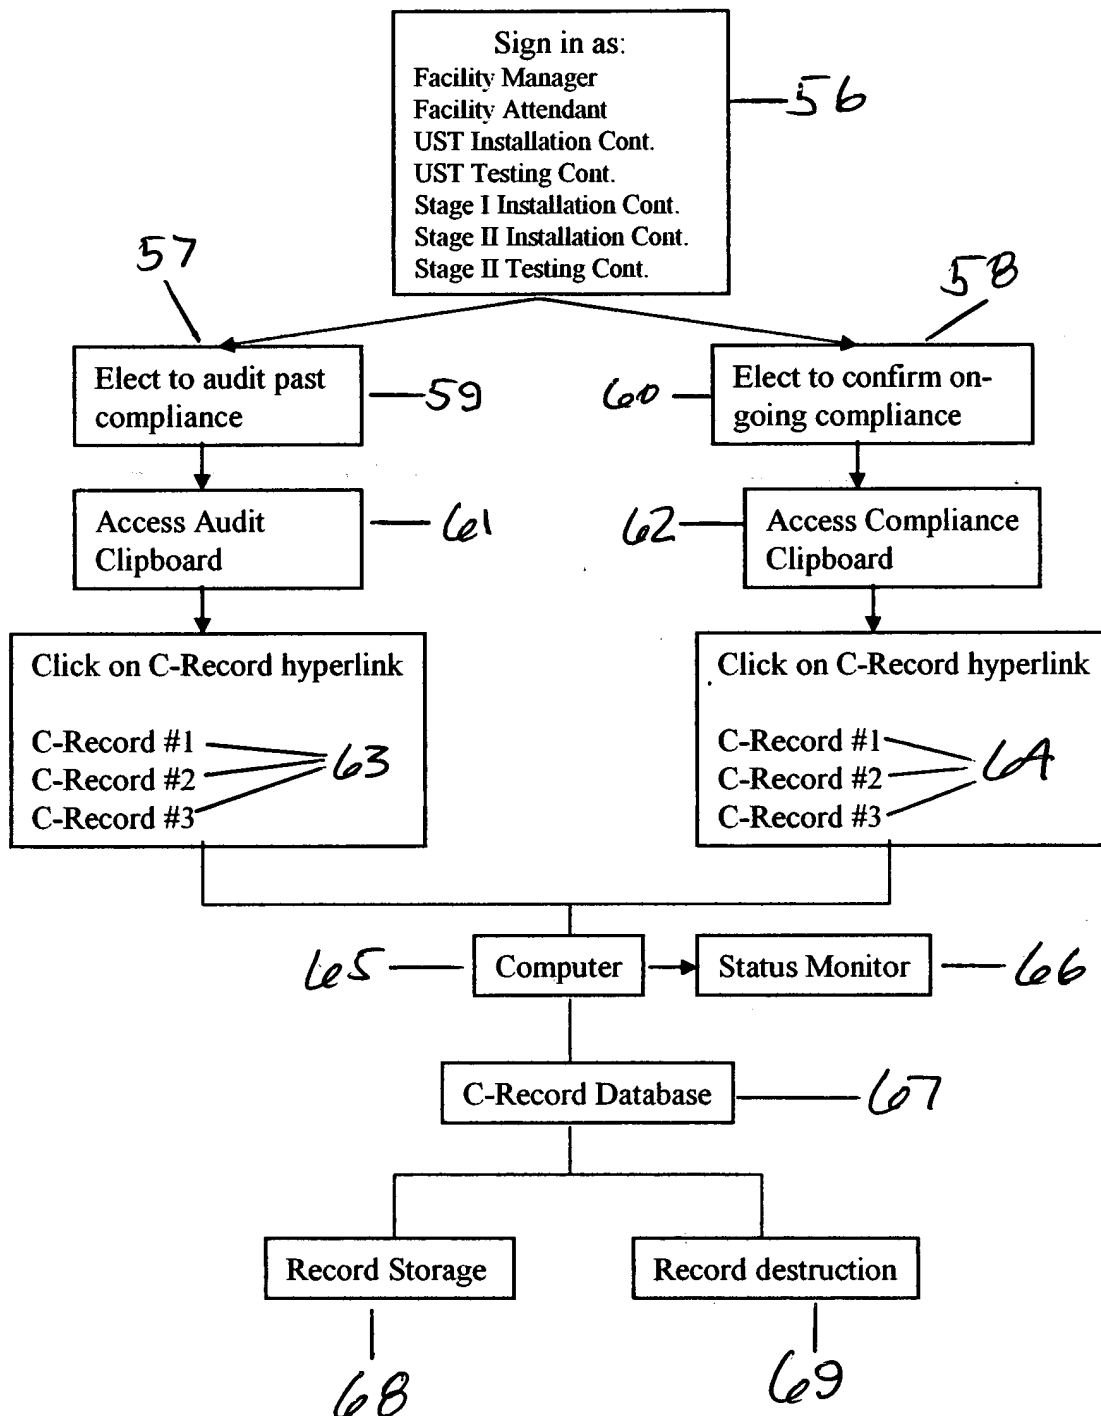 Sign in as:
Facility Manager
Facility Attendant
UST Installation Cont.
UST Testing Cont.
Stage I Installation Cont.
Stage II Installation Cont.
Stage II Testing Cont.
56
57
58
Elect to audit past
compliance
59
60
Elect to confirm on-
going compliance
Access Audit
Clipboard
61
62
Access Compliance
Clipboard
Click on C-Record hyperlink
C-Record #1
C-Record #2
C-Record #3
63
Click on C-Record hyperlink
C-Record #1
C-Record #2
C-Record #3
64
65
Computer
Status Monitor
66
C-Record Database
67
Record Storage
Record destruction
68
69